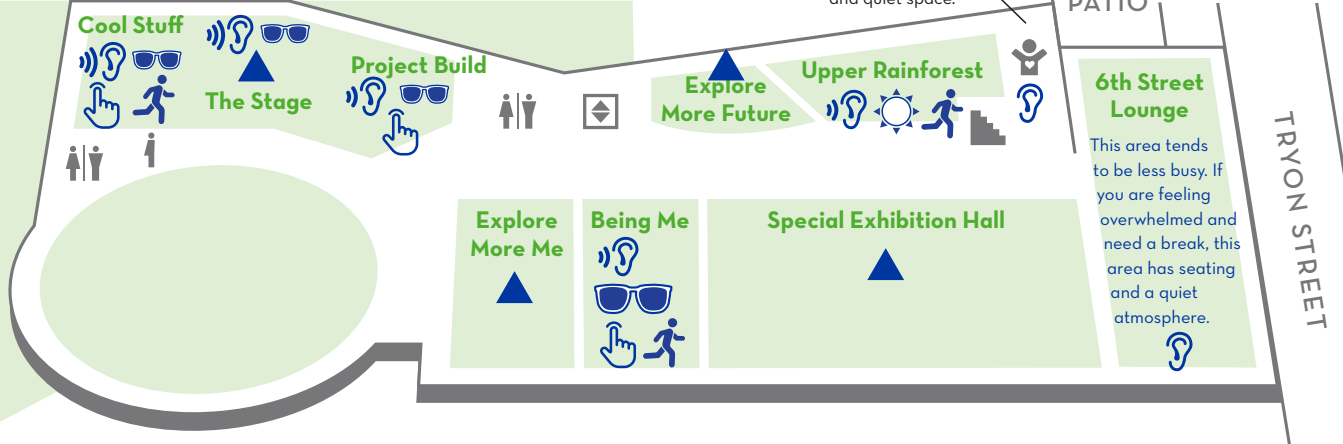 and quiet space.
PATIO
Cool Stuff
The Stage
Project Build
Explore
More Future
Upper Rainforest
6th Street
Lounge
This area tends
to be less busy. If
you are feeling
overwhelmed and
need a break, this
area has seating
and a quiet
atmosphere.
TRYON STREET
Explore
More Me
Being Me
Special Exhibition Hall